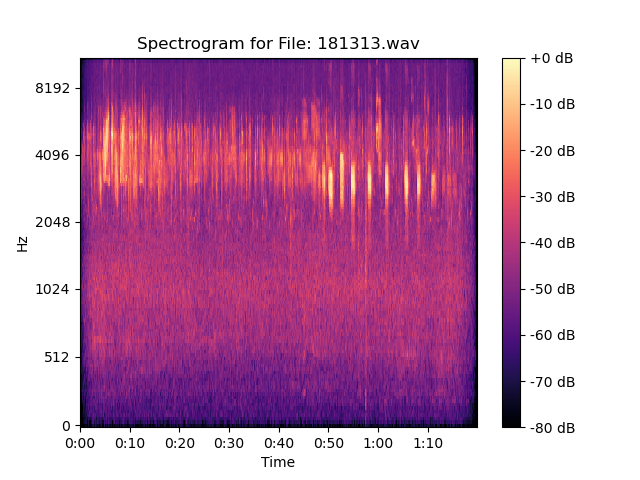 Spectrogram for File: 181313.wav
Hz
8192
4096
2048
1024
512
0
0:00 0:10 0:20 0:30 0:40 0:50 1:00 1:10
Time
+0 dB
-10 dB
-20 dB
-30 dB
-40 dB
-50 dB
-60 dB
-70 dB
-80 dB